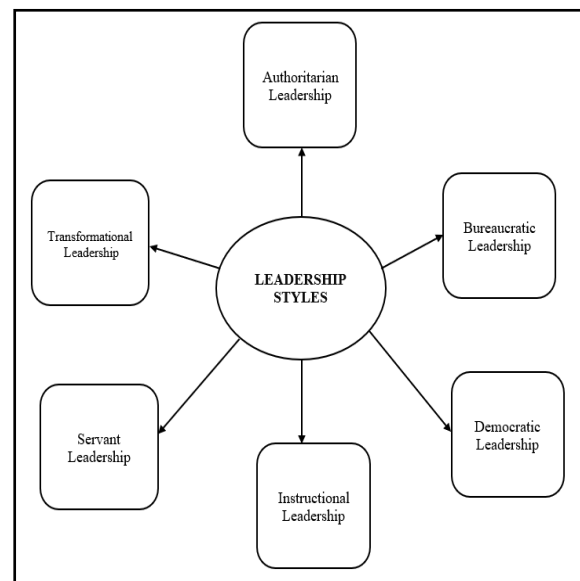 Authoritarian
Leadership
Transformational
Leadership
Bureaucratic
Leadership
LEADERSHIP
STYLES
Servant
Leadership
Democratic
Leadership
Instructional
Leadership